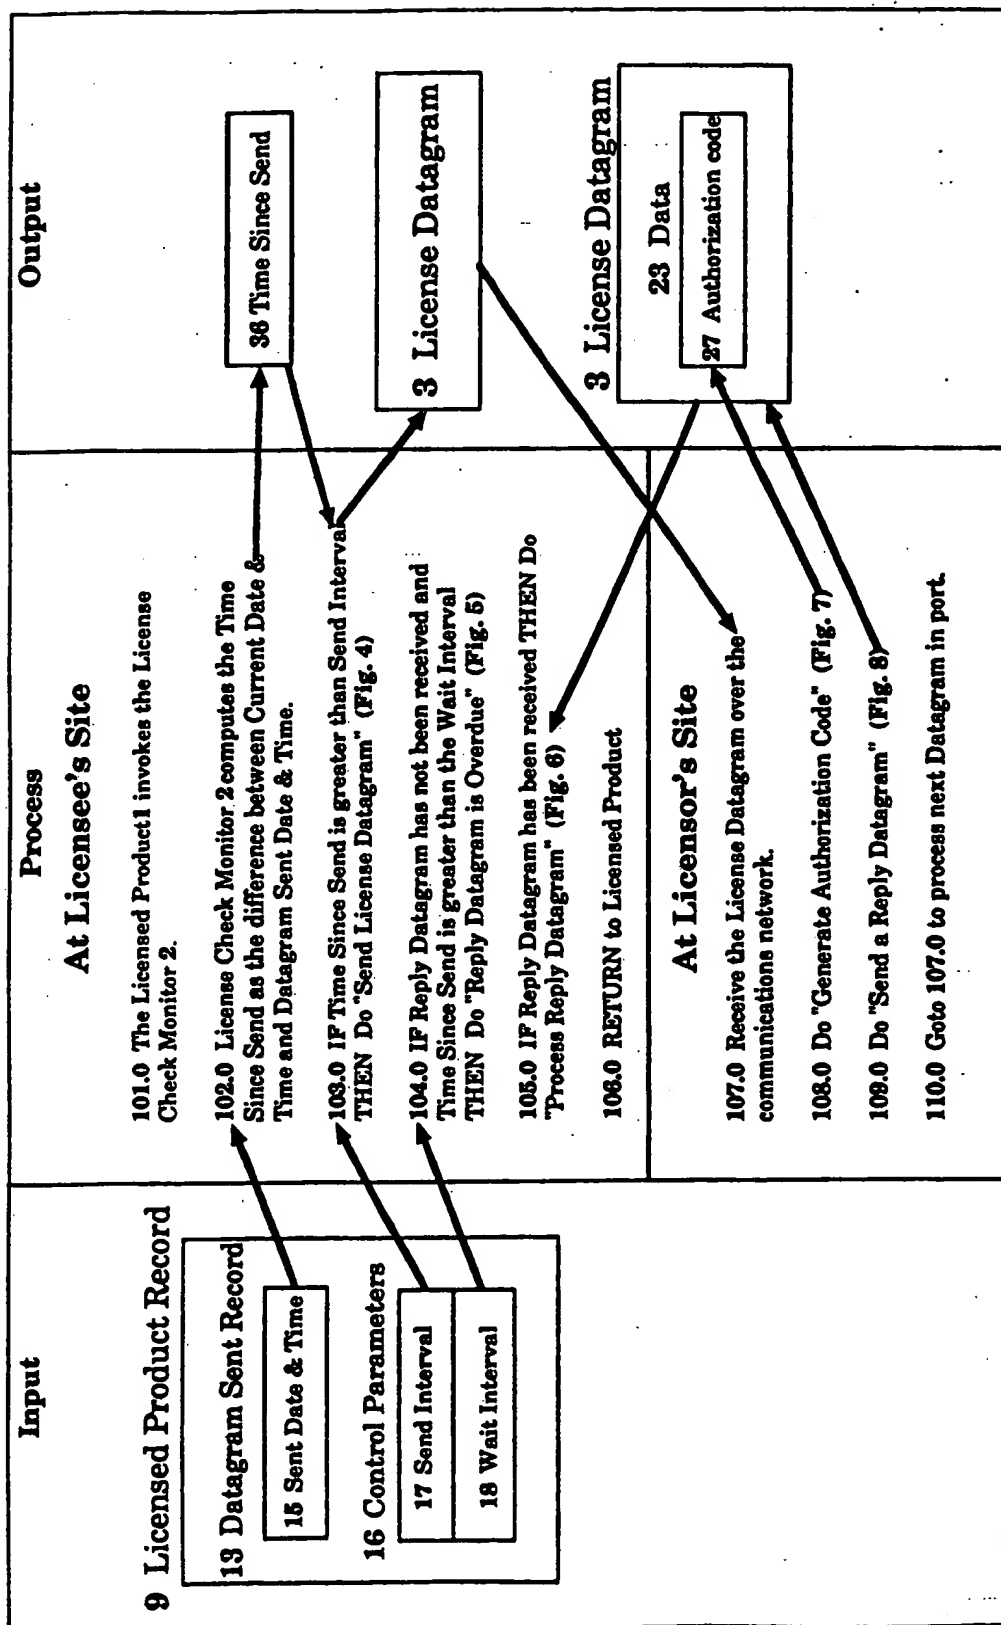 Input
9 Licensed Product Record
13 Datagram Sent Record
15 Sent Date & Time
16 Control Parameters
17 Send Interval
18 Wait Interval
Process
At Licensee's Site
101.0 The Licensed Product1 invokes the License
Check Monitor 2.
102.0 License Check Monitor 2 computes the Time
Since Send as the difference between Current Date &
Time and Datagram Sent Date & Time.
103.0 IF Time Since Send is greater than Send Interval
THEN Do "Send License Datagram" (Fig. 4)
104.0 IF Reply Datagram has not been received and
Time Since Send is greater than the Wait Interval
THEN Do "Reply Datagram is Overdue" (Fig. 5)
105.0 IF Reply Datagram has been received THEN Do
"Process Reply Datagram" (Fig. 6)
106.0 RETURN to Licensed Product
At Licensor's Site
107.0 Receive the License Datagram over the
communications network.
108.0 Do "Generate Authorization Code" (Fig. 7)
109.0 Do "Send a Reply Datagram" (Fig. 8)
110.0 Goto 107.0 to process next Datagram in port.
Output
36 Time Since Send
3 License Datagram
3 License Datagram
23 Data
27 Authorization code